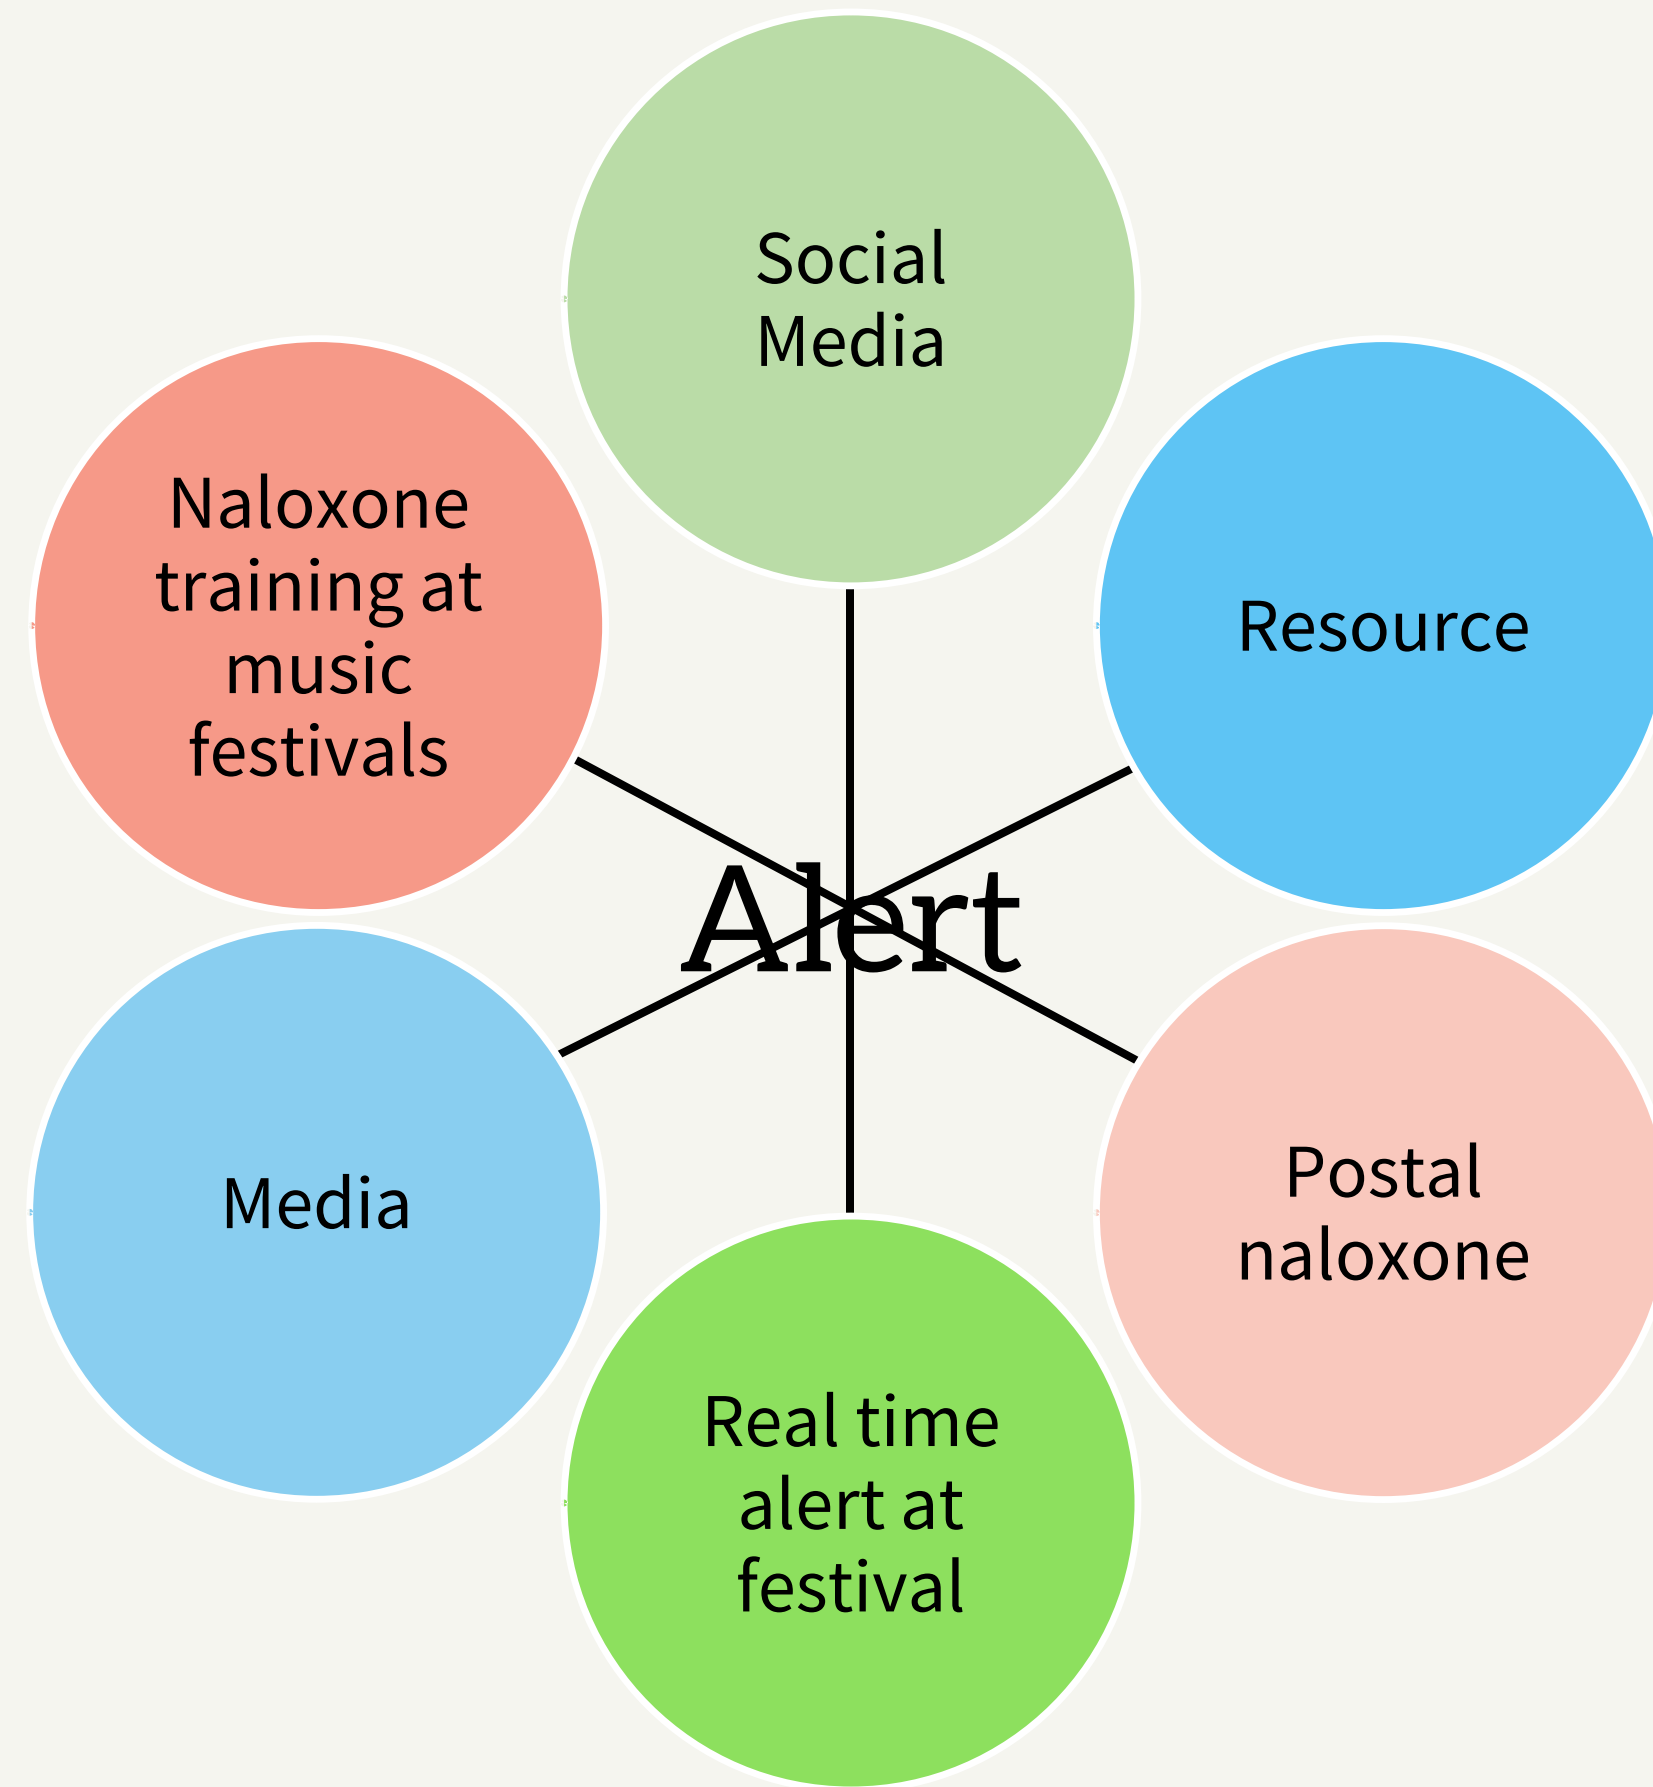 Social
Media
Naloxone
training at
music
festivals
Resource
Alert
Media
Postal
naloxone
Real time
alert at
festival